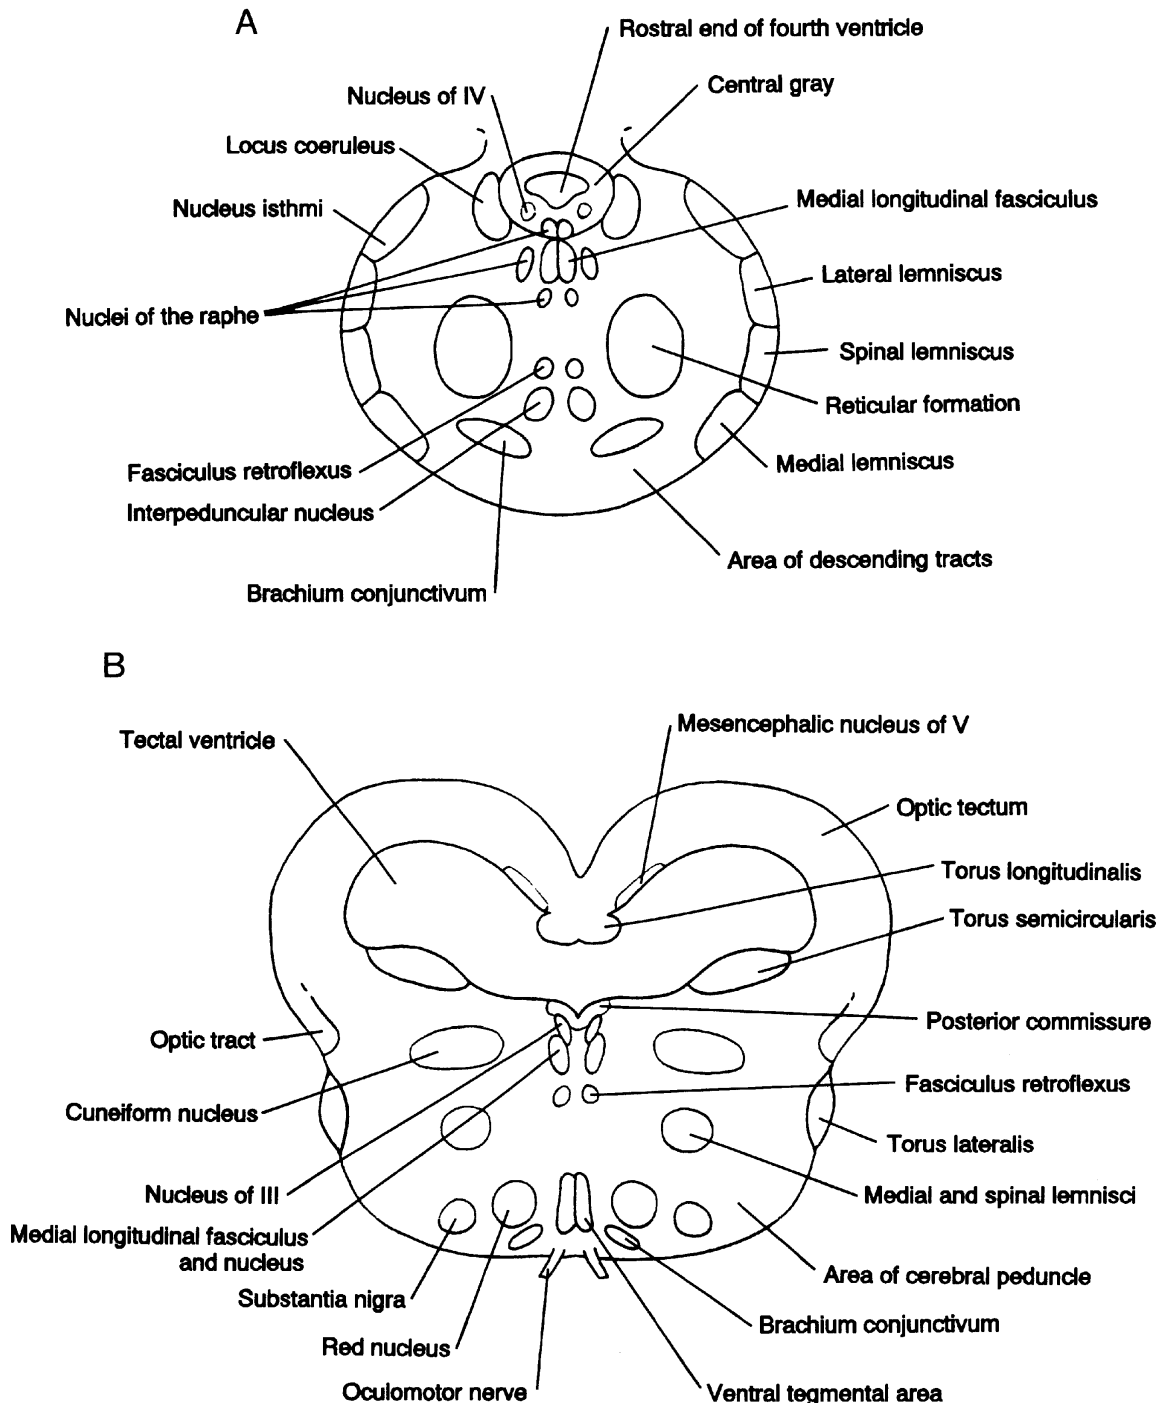 A
Rostral end of fourth ventricle
Central gray
Nucleus of IV
Locus coeruleus
Nucleus isthmi
Medial longitudinal fasciculus
Lateral lemniscus
Nuclei of the raphe
Spinal lemniscus
Reticular formation
Medial lemniscus
Fasciculus retroflexus
Interpeduncular nucleus
Area of descending tracts
Brachium conjunctivum
B
Mesencephalic nucleus of V
Tectal ventricle
Optic tectum
Torus longitudinalis
Torus semicircularis
Posterior commissure
Optic tract
Fasciculus retroflexus
Cuneiform nucleus
Torus lateralis
Nucleus of III
Medial and spinal lemnisci
Medial longitudinal fasciculus
and nucleus
Area of cerebral peduncle
Substantia nigra
Brachium conjunctivum
Red nucleus
Oculomotor nerve
Ventral tegmental area